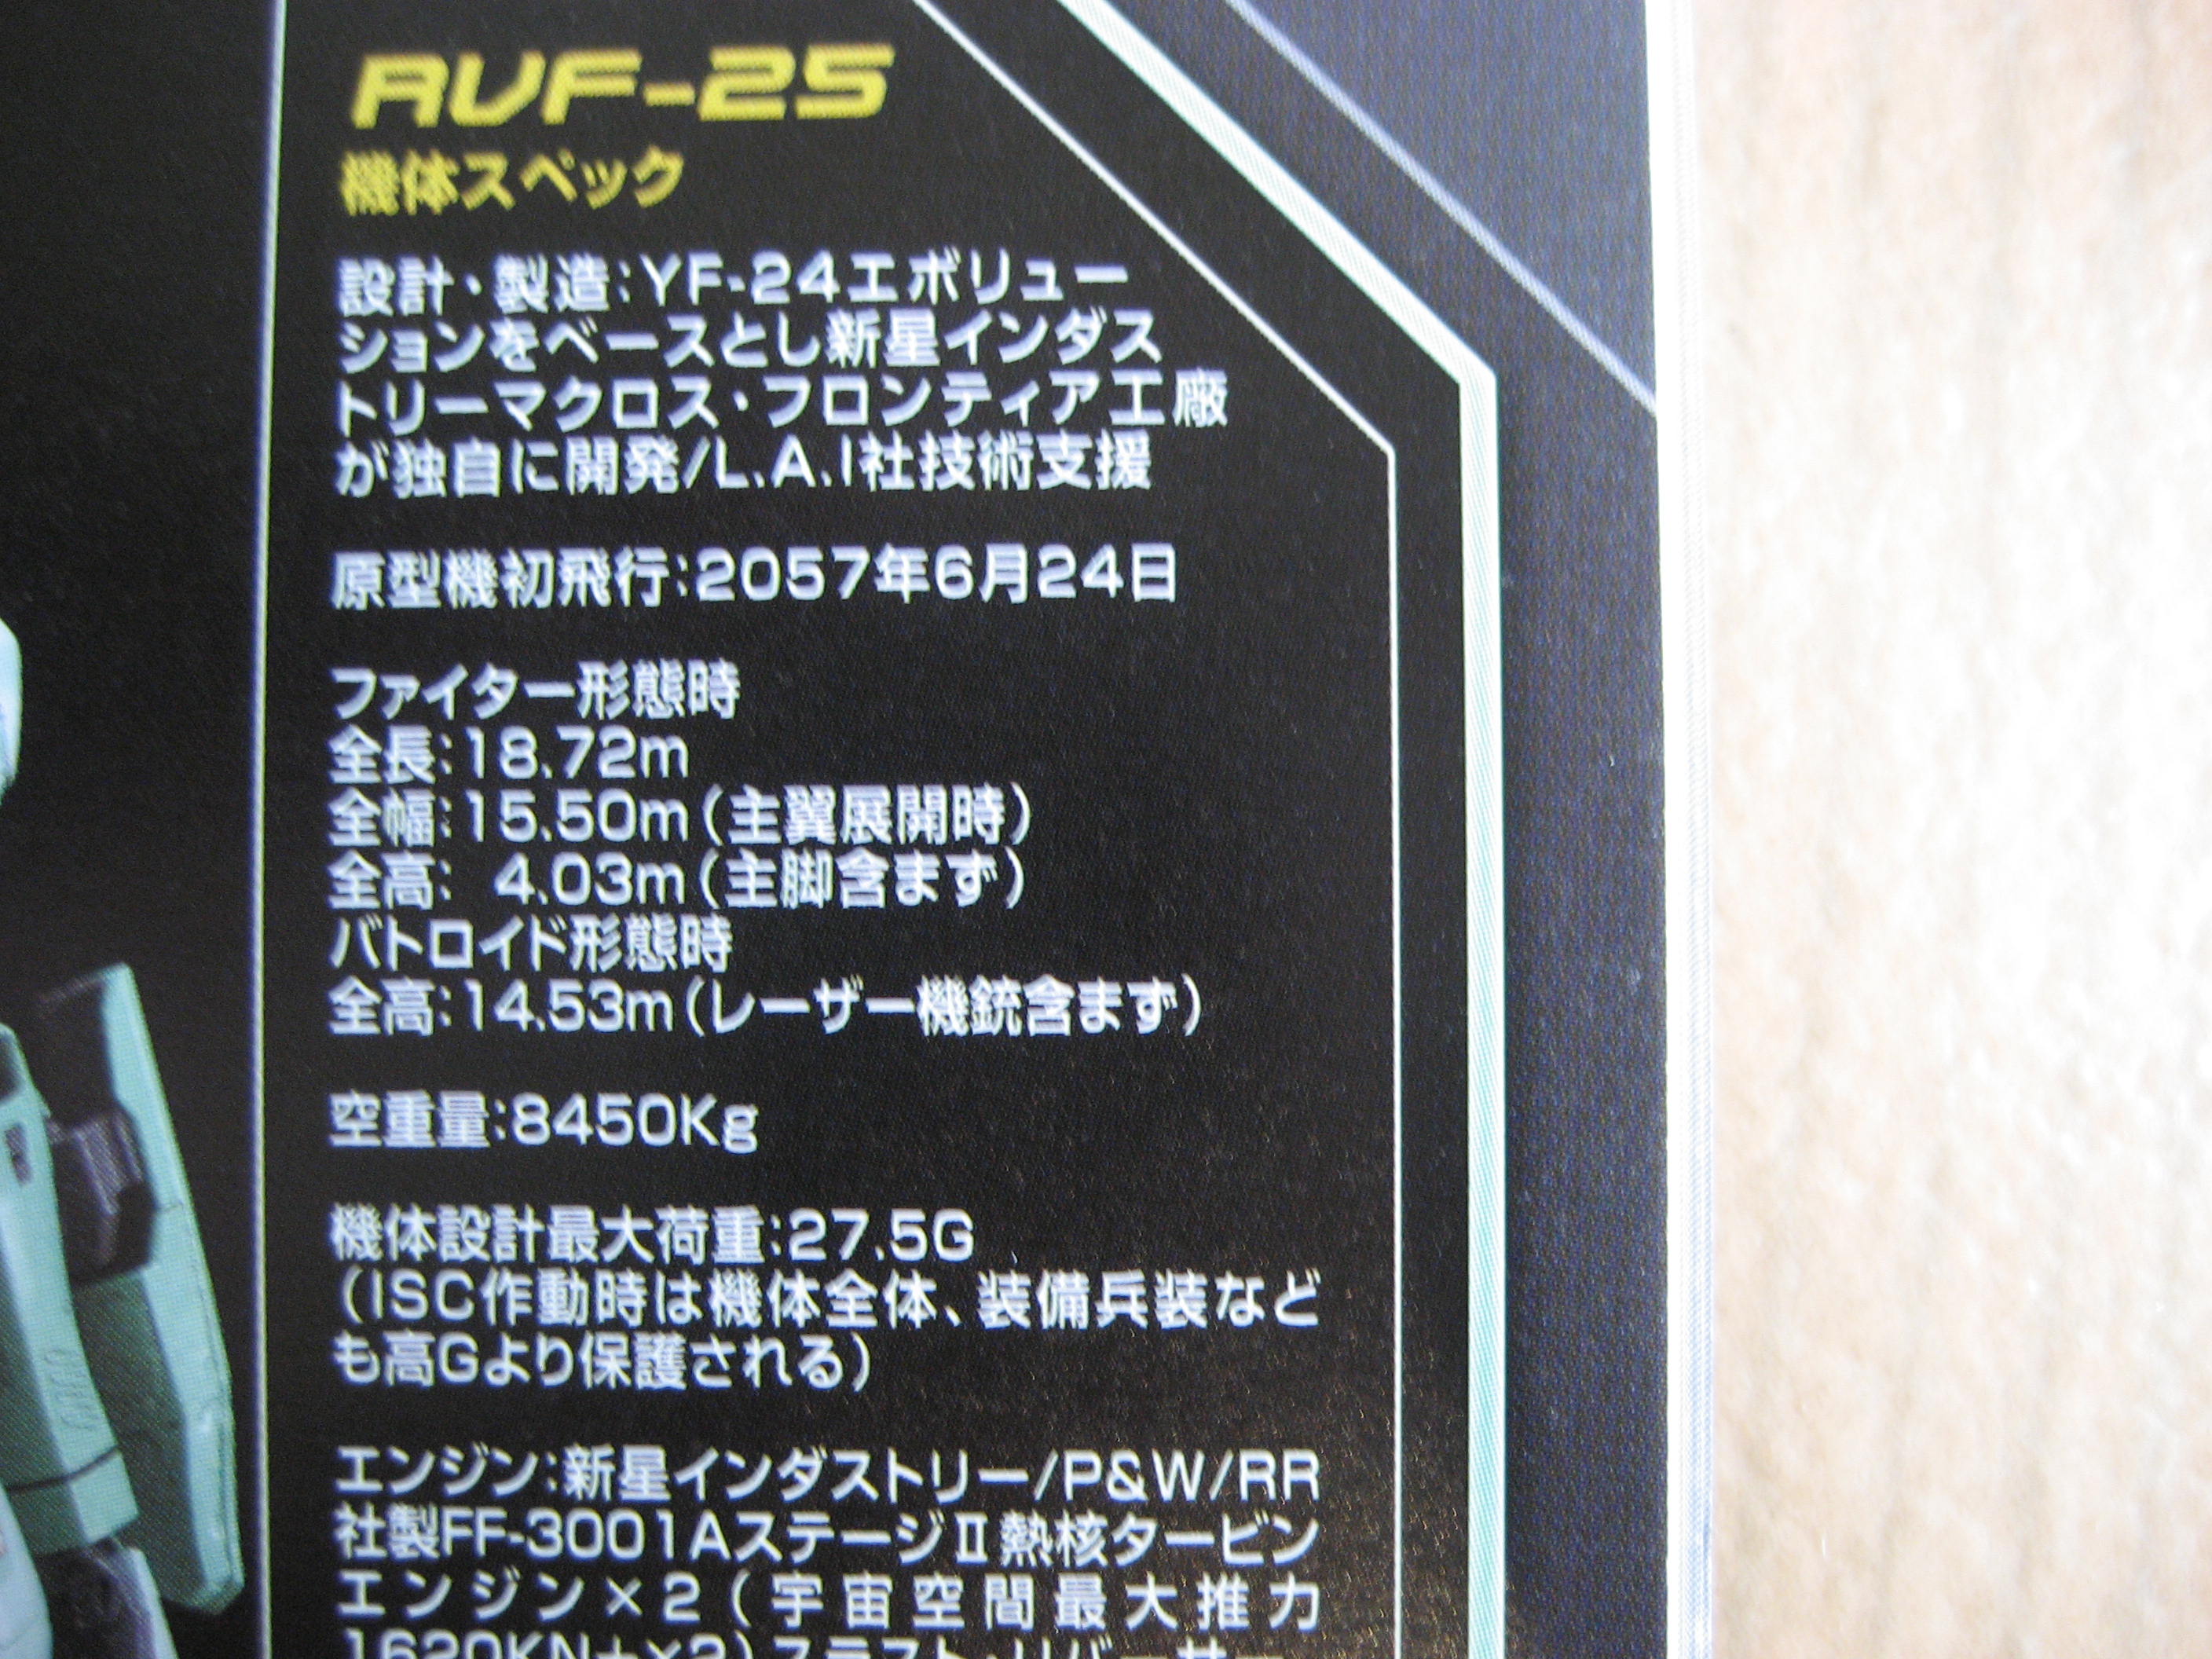 RVF-25
機体スペック
設計・製造:YF-24エボリュー
ションをベースとし新星インダス
トリーマクロス・フロンティア工廠
が独自に開発/L.A.I社技術支援
原型機初飛行:2057年6月24日
ファイター形態時
全長:18.72m
全幅:15.50m(主翼展開時)
全高: 4.03m(主脚含まず)
バトロイド形態時
全高:14.53m(レーザー機銃含まず)
空重量:8450Kg
機体設計最大荷重:27.5G
(ISC作動時は機体全体、装備兵装など
も高Gより保護される)
エンジン:新星インダストリー/P&W/RR
社製FF-3001AステージⅡ熱核タービン
エンジン×2(宇宙空間最大推力
1620KN+×2)スラスト・リバーサー